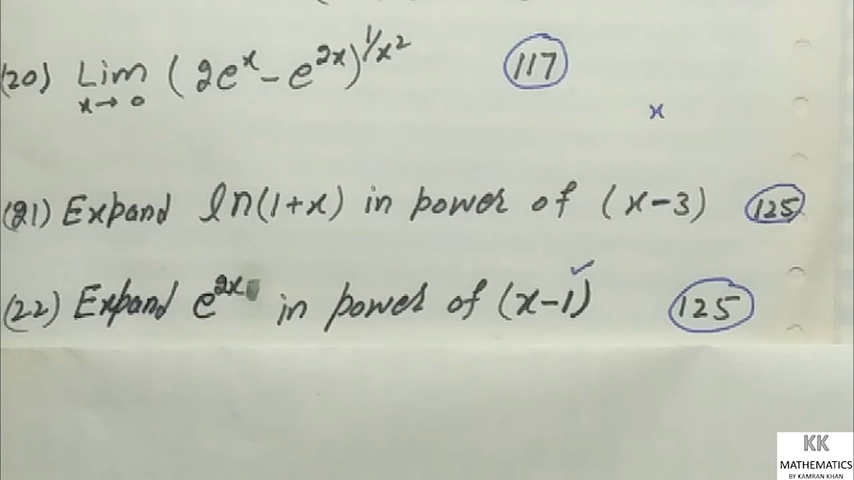 (20) Lim x→0 (2e^x - e^2x)^1/x^2 117
x
(21) Expand ln(1+x) in power of (x-3) 125
(22) Expand e^2x in power of (x-1) ✓ 125
KK
MATHEMATICS
BY KAMRAN KHAN